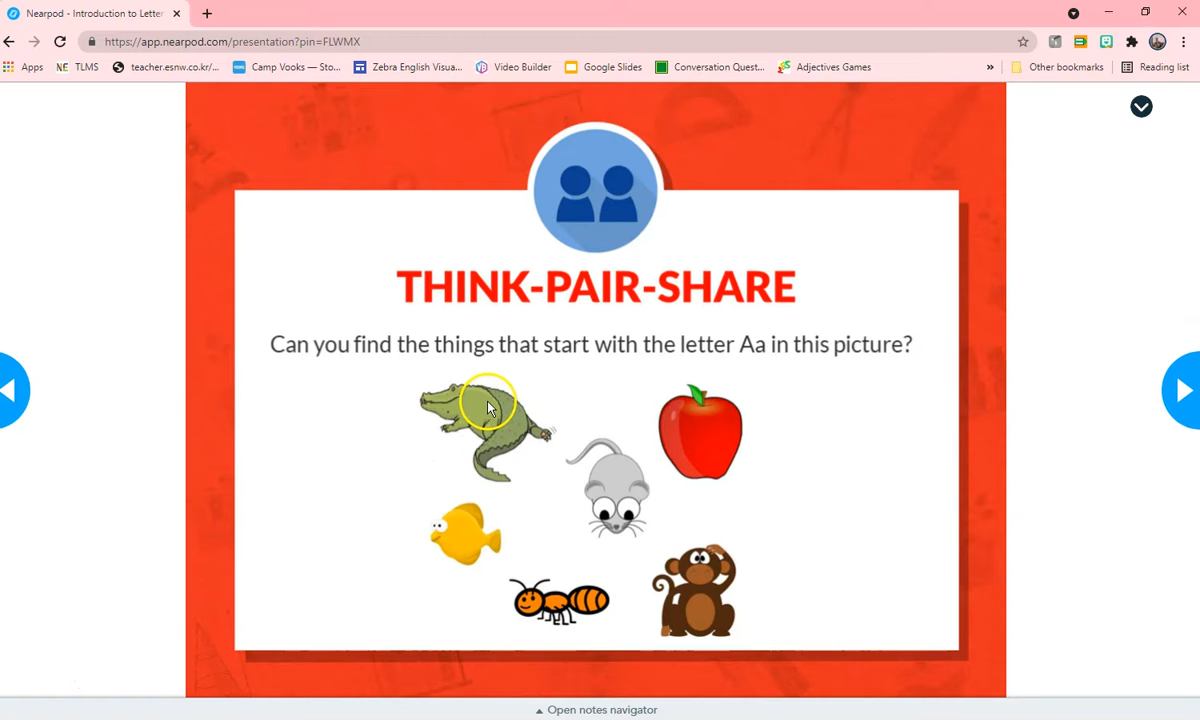 Nearpod - Introduction to Letter
https://app.nearpod.com/presentation?pin=FLWMX
Apps NE TLMS teacher.esnw.co.kr/... Camp Vooks — Sto... Zebra English Visua... Video Builder Google Slides Conversation Quest... Adjectives Games » Other bookmarks Reading list
THINK-PAIR-SHARE
Can you find the things that start with the letter Aa in this picture?
Open notes navigator